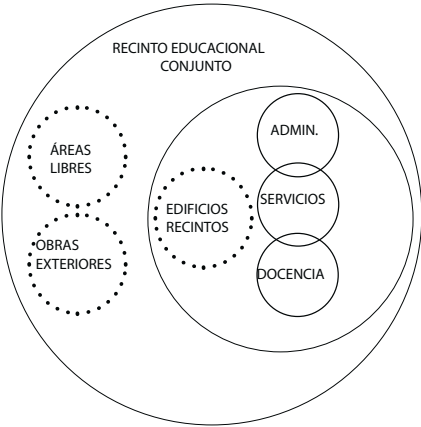 RECINTO EDUCACIONAL
CONJUNTO
ÁREAS
LIBRES
OBRAS
EXTERIORES
EDIFICIOS
RECINTOS
ADMIN.
SERVICIOS
DOCENCIA